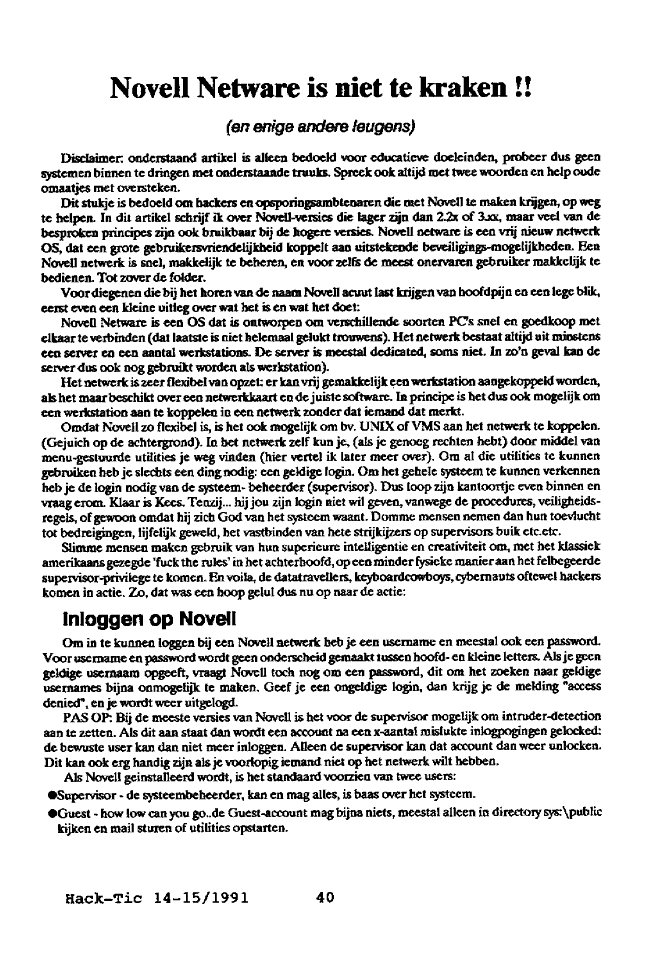 Novell Netware is niet te kraken !!
(en enige andere leugens)
Disclaimer: onderstaand artikel is alleen bedoeld voor educatieve doeleinden, probeer dus geen
systemen binnen te dringen met onderstaande truuks. Spreek ook altijd met twee woorden en help oude
omaatjes met oversteken.
Dit stukje is bedoeld om hackers en opsporingsambtenaren die met Novell te maken krijgen, op weg
te helpen. In dit artikel schrijf ik over Novell-versies die lager zijn dan 2.2x of 3.xx, maar veel van de
besproken principes zijn ook bruikbaar bij de hogere versies. Novell netware is een vrij nieuw netwerk
OS, dat een grote gebruikersvriendelijkheid koppelt aan uitstekende beveiligings-mogelijkheden. Een
Novell netwerk is snel, makkelijk te beheren, en voor zelfs de meest onervaren gebruiker makkelijk te
bedienen. Tot zover de folder.
Voor diegenen die bij het horen van de naam Novell acuut last krijgen van hoofdpijn en een lege blik,
eerst even een kleine uitleg over wat het is en wat het doet:
Novell Netware is een OS dat is ontworpen om verschillende soorten PC's snel en goedkoop met
elkaar te verbinden (dat laatste is niet helemaal gelukt trouwens). Het netwerk bestaat altijd uit minstens
een server en een aantal werkstations. De server is meestal dedicated, soms niet. In zo'n geval kan de
server dus ook nog gebruikt worden als werkstation).
Het netwerk is zeer flexibel van opzet: er kan vrij gemakkelijk een werkstation aangekoppeld worden,
als het maar beschikt over een netwerkkaart en de juiste software. In principe is het dus ook mogelijk om
een werkstation aan te koppelen in een netwerk zonder dat iemand dat merkt.
Omdat Novell zo flexibel is, is het ook mogelijk om bv. UNIX of VMS aan het netwerk te koppelen.
(Gejuich op de achtergrond). In het netwerk zelf kun je, (als je genoeg rechten hebt) door middel van
menu-gestuurde utilities je weg vinden (hier vertel ik later meer over). Om al die utilities te kunnen
gebruiken heb je slechts een ding nodig: een geldige login. Om het gehele systeem te kunnen verkennen
heb je de login nodig van de systeem- beheerder (supervisor). Dus loop zijn kantoortje even binnen en
vraag erom. Klaar is Kees. Tenzij... hij jou zijn login niet wil geven, vanwege de procedures, veiligheids-
regels, of gewoon omdat hij zich God van het systeem waant. Domme mensen nemen dan hun toevlucht
tot bedreigingen, lijfelijk geweld, het vastbinden van hete strijkijzers op supervisors buik etc.etc.
Slimme mensen maken gebruik van hun superieure intelligentie en creativiteit om, met het klassiek
amerikaans gezegde 'fuck the rules' in het achterhoofd, op een minder fysieke manier aan het felbegeerde
supervisor-privilege te komen. En voila, de datatravellers, keyboardcowboys, cybernauts oftewel hackers
komen in actie. Zo, dat was een hoop gelul dus nu op naar de actie:
Inloggen op Novell
Om in te kunnen loggen bij een Novell netwerk heb je een username en meestal ook een password.
Voor username en password wordt geen onderscheid gemaakt tussen hoofd- en kleine letters. Als je geen
geldige usernaam opgeeft, vraagt Novell toch nog om een password, dit om het zoeken naar geldige
usernames bijna onmogelijk te maken. Geef je een ongeldige login, dan krijg je de melding "access
denied", en je wordt weer uitgelogd.
PAS OP: Bij de meeste versies van Novell is het voor de supervisor mogelijk om intruder-detection
aan te zetten. Als dit aan staat dan wordt een account na een x-aantal mislukte inlogpogingen gelocked:
de bewuste user kan dan niet meer inloggen. Alleen de supervisor kan dat account dan weer unlocken.
Dit kan ook erg handig zijn als je voorlopig iemand niet op het netwerk wilt hebben.
Als Novell geinstalleerd wordt, is het standaard voorzien van twee users:
●Supervisor - de systeembeheerder, kan en mag alles, is baas over het systeem.
●Guest - how low can you go..de Guest-account mag bijna niets, meestal alleen in directory sys:\public
kijken en mail sturen of utilities opstarten.
Hack-Tic 14-15/1991 40